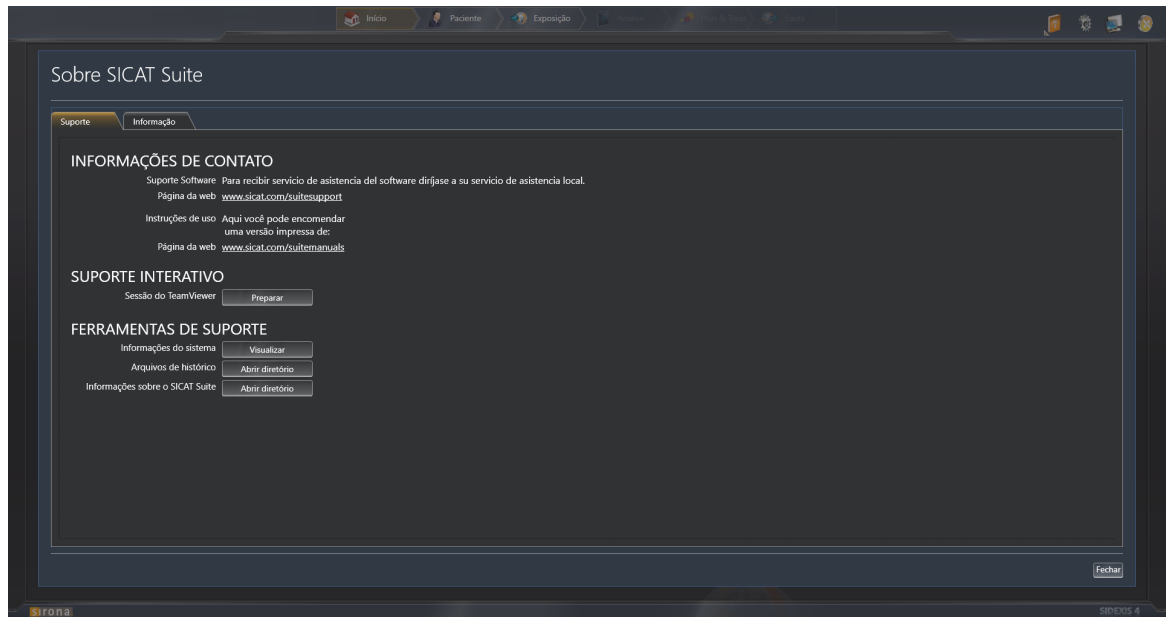 Início
Paciente
Exposição
Sobre SICAT Suite
Suporte
Informação
INFORMAÇÕES DE CONTATO
Suporte Software Para recibir servicio de asistencia del software diríjase a su servicio de asistencia local.
Página da web www.sicat.com/suitesupport
Instruções de uso Aqui você pode encomendar
uma versão impressa de:
Página da web www.sicat.com/suitemanuals
SUPORTE INTERATIVO
Sessão do TeamViewer Preparar
FERRAMENTAS DE SUPORTE
Informações do sistema Visualizar
Arquivos de histórico Abrir diretório
Informações sobre o SICAT Suite Abrir diretório
Fechar
sirona
SIDEXIS 4